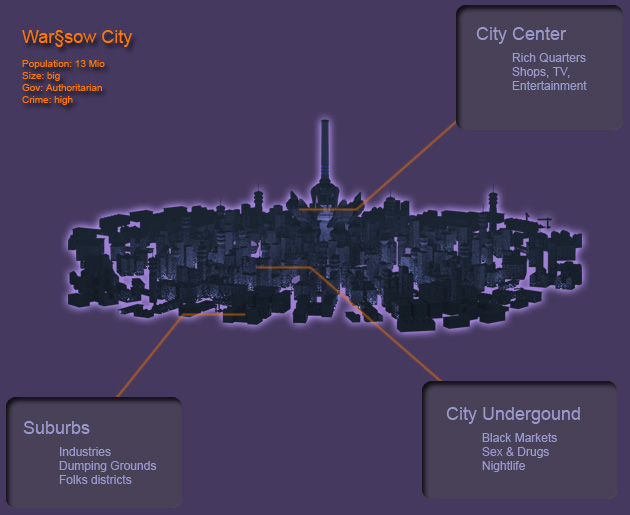 War§sow City
Population: 13 Mio
Size: big
Gov: Authoritarian
Crime: high
City Center
Rich Quarters
Shops, TV,
Entertainment
Suburbs
Industries
Dumping Grounds
Folks districts
City Undergound
Black Markets
Sex & Drugs
Nightlife